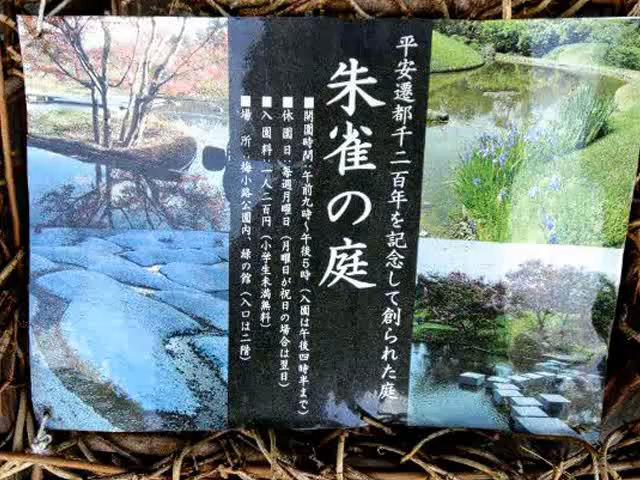 平安遷都千二百年を記念して創られた庭
朱雀の庭
■開園時間:午前九時〜午後5時(入園は午後四時半まで)
■休園日:毎週月曜日(月曜日が祝日の場合は翌日)
■入園料:一人二百円(小学生未満無料)
■場　所:梅小路公園内　緑の館(入口は二階)